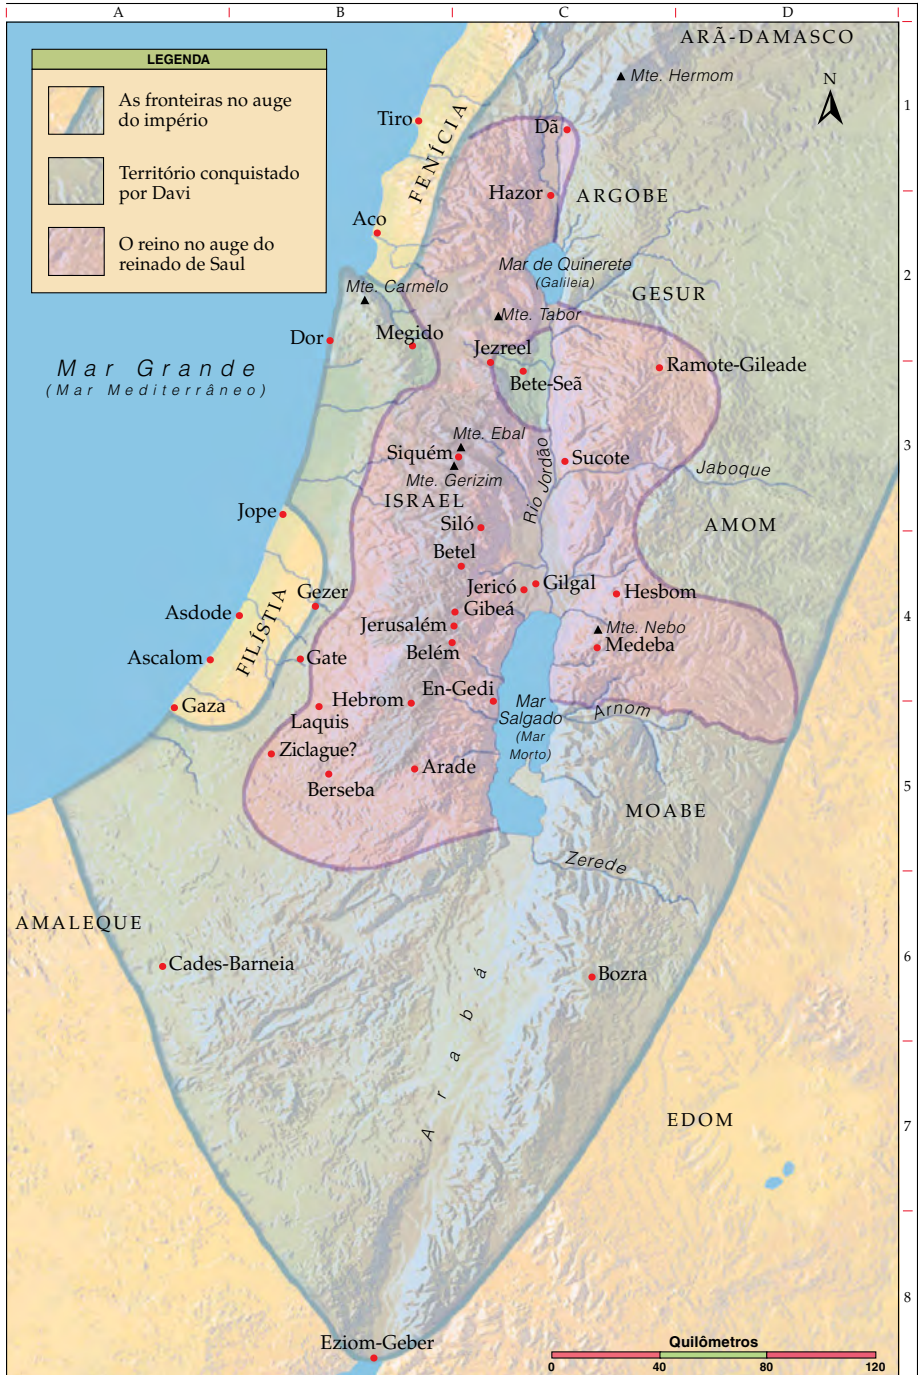 A
B
C
D
LEGENDA
As fronteiras no auge
do império
Território conquistado
por Davi
O reino no auge do
reinado de Saul
ARÃ-DAMASCO
Mte. Hermom
N
1
Tiro
FENÍCIA
Dã
Hazor
ARGOBE
Aco
Mar de Quinerete
(Galileia)
2
Mte. Carmelo
GESUR
Mte. Tabor
Dor
Megido
Jezreel
Mar Grande
(Mar Mediterrâneo)
Ramote-Gileade
Bete-Seã
Mte. Ebal
3
Siquém
Sucote
Jaboque
Mte. Gerizim
Rio Jordão
ISRAEL
Jope
Siló
AMOM
Betel
Jericó
Gilgal
Hesbom
Gezer
Gibeá
4
Asdode
FILÍSTIA
Jerusalém
Mte. Nebo
Medeba
Belém
Ascalom
Gate
En-Gedi
Hebrom
Gaza
Laquis
Mar
Salgado
(Mar
Morto)
Arnom
Ziclague?
Arade
Berseba
5
MOABE
Zerede
AMALEQUE
Cades-Barneia
Bozra
6
Arabá
EDOM
7
8
Eziom-Geber
Quilômetros
0 40 80 120